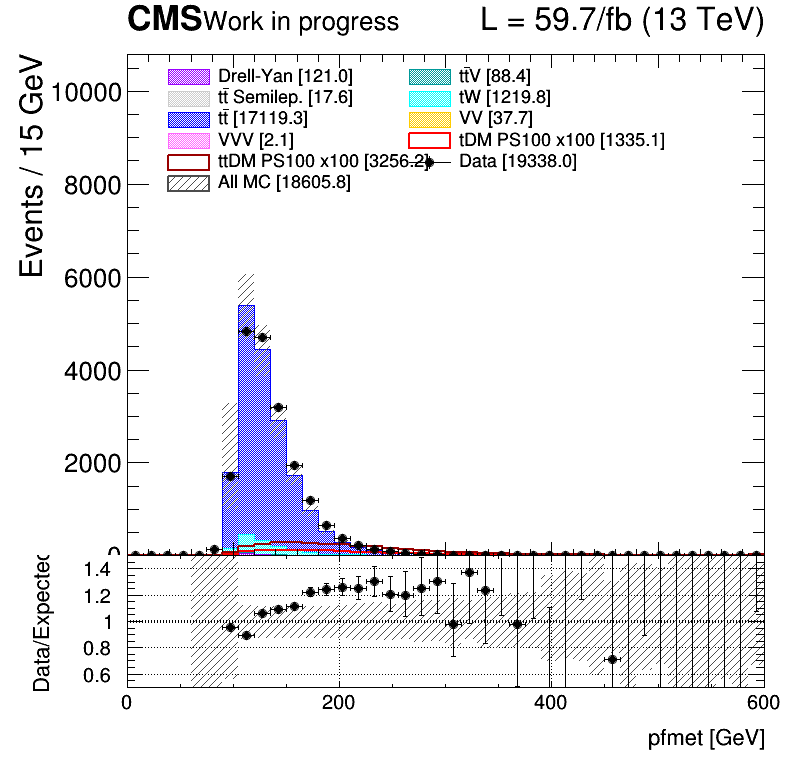 CMS Work in progress L = 59.7/fb (13 TeV)
Events / 15 GeV
10000
8000
6000
4000
2000
0
Drell-Yan [121.0]
tt̄V [88.4]
tt̄ Semilep. [17.6]
tW [1219.8]
tt̄ [17119.3]
VV [37.7]
VVV [2.1]
tDM PS100 x100 [1335.1]
ttDM PS100 x100 [3256.2]
Data [19338.0]
All MC [18605.8]
Data/Expected
1.4
1.2
1
0.8
0.6
0 200 400 600
pfmet [GeV]